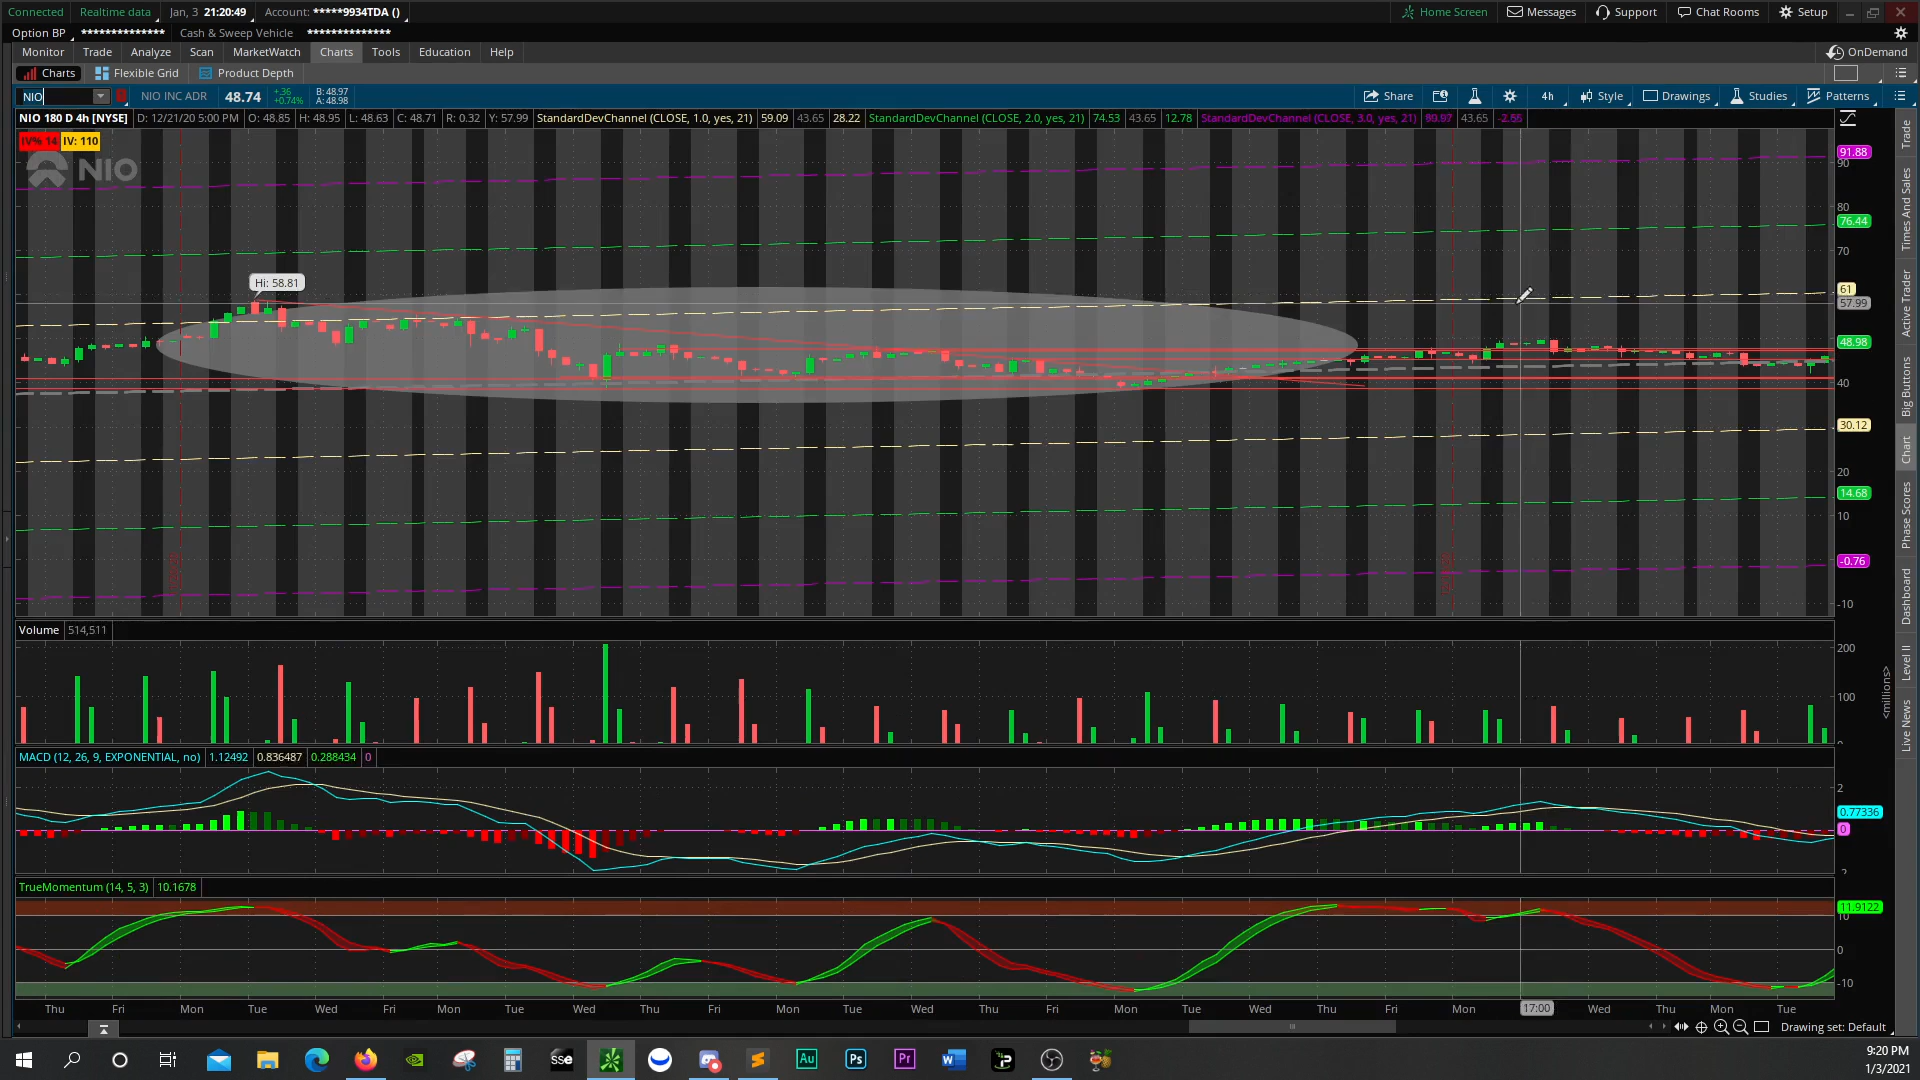 Connected Realtime data Jan, 3 21:20:49 Account: *****9934TDA () Home Screen Messages Support Chat Rooms Setup
Option BP ************** Cash & Sweep Vehicle **************
Monitor Trade Analyze Scan MarketWatch Charts Tools Education Help OnDemand
Charts Flexible Grid Product Depth
NIO NIO INC ADR 48.74 +.36 +0.74% B: 48.97 A: 48.98 Share 4h Style Drawings Studies Patterns
NIO 180 D 4h [NYSE] D: 12/21/20 5:00 PM O: 48.85 H: 48.95 L: 48.63 C: 48.71 R: 0.32 Y: 57.99 StandardDevChannel (CLOSE, 1.0, yes, 21) 59.09 43.65 28.22 StandardDevChannel (CLOSE, 2.0, yes, 21) 74.53 43.65 12.78 StandardDevChannel (CLOSE, 3.0, yes, 21) 43.65
IV% 14 IV: 110
NIO
91.88
90
80
76.44
70
Hi: 58.81
61
57.99
48.98
40
30.12
20
14.68
10
-0.76
-10
Trade
Times And Sales
Active Trader
Big Buttons
Chart
Phase Scores
Dashboard
Level II
Live News
Volume 514,511
200
100
<millions>
MACD (12, 26, 9, EXPONENTIAL, no) 1.12492 0.836487 0.288434 0
2
0.77336
0
TrueMomentum (14, 5, 3) 10.1678
11.9122
10
0
-10
Thu Fri Mon Tue Wed Fri Mon Tue Wed Thu Fri Mon Tue Wed Thu Fri Mon Tue Wed Thu Fri Mon 17:00 Wed Thu Mon Tue
Drawing set: Default
sse Au Ps Pr W
9:20 PM
1/3/2021